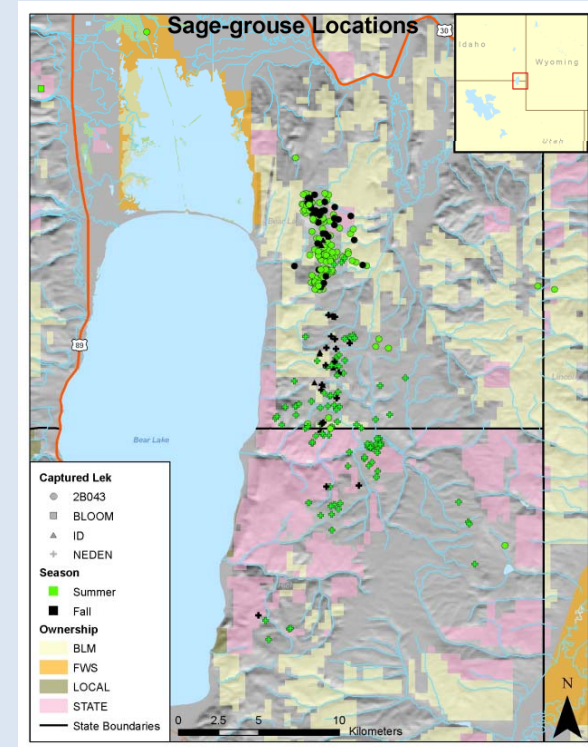 Sage-grouse Locations
30
Idaho
Wyoming
Utah
89
Bear Lake
Captured Lek
2B043
BLOOM
ID
NEDEN
Season
Summer
Fall
Ownership
BLM
FWS
LOCAL
STATE
State Boundaries
0 2.5 5 10
Kilometers
N